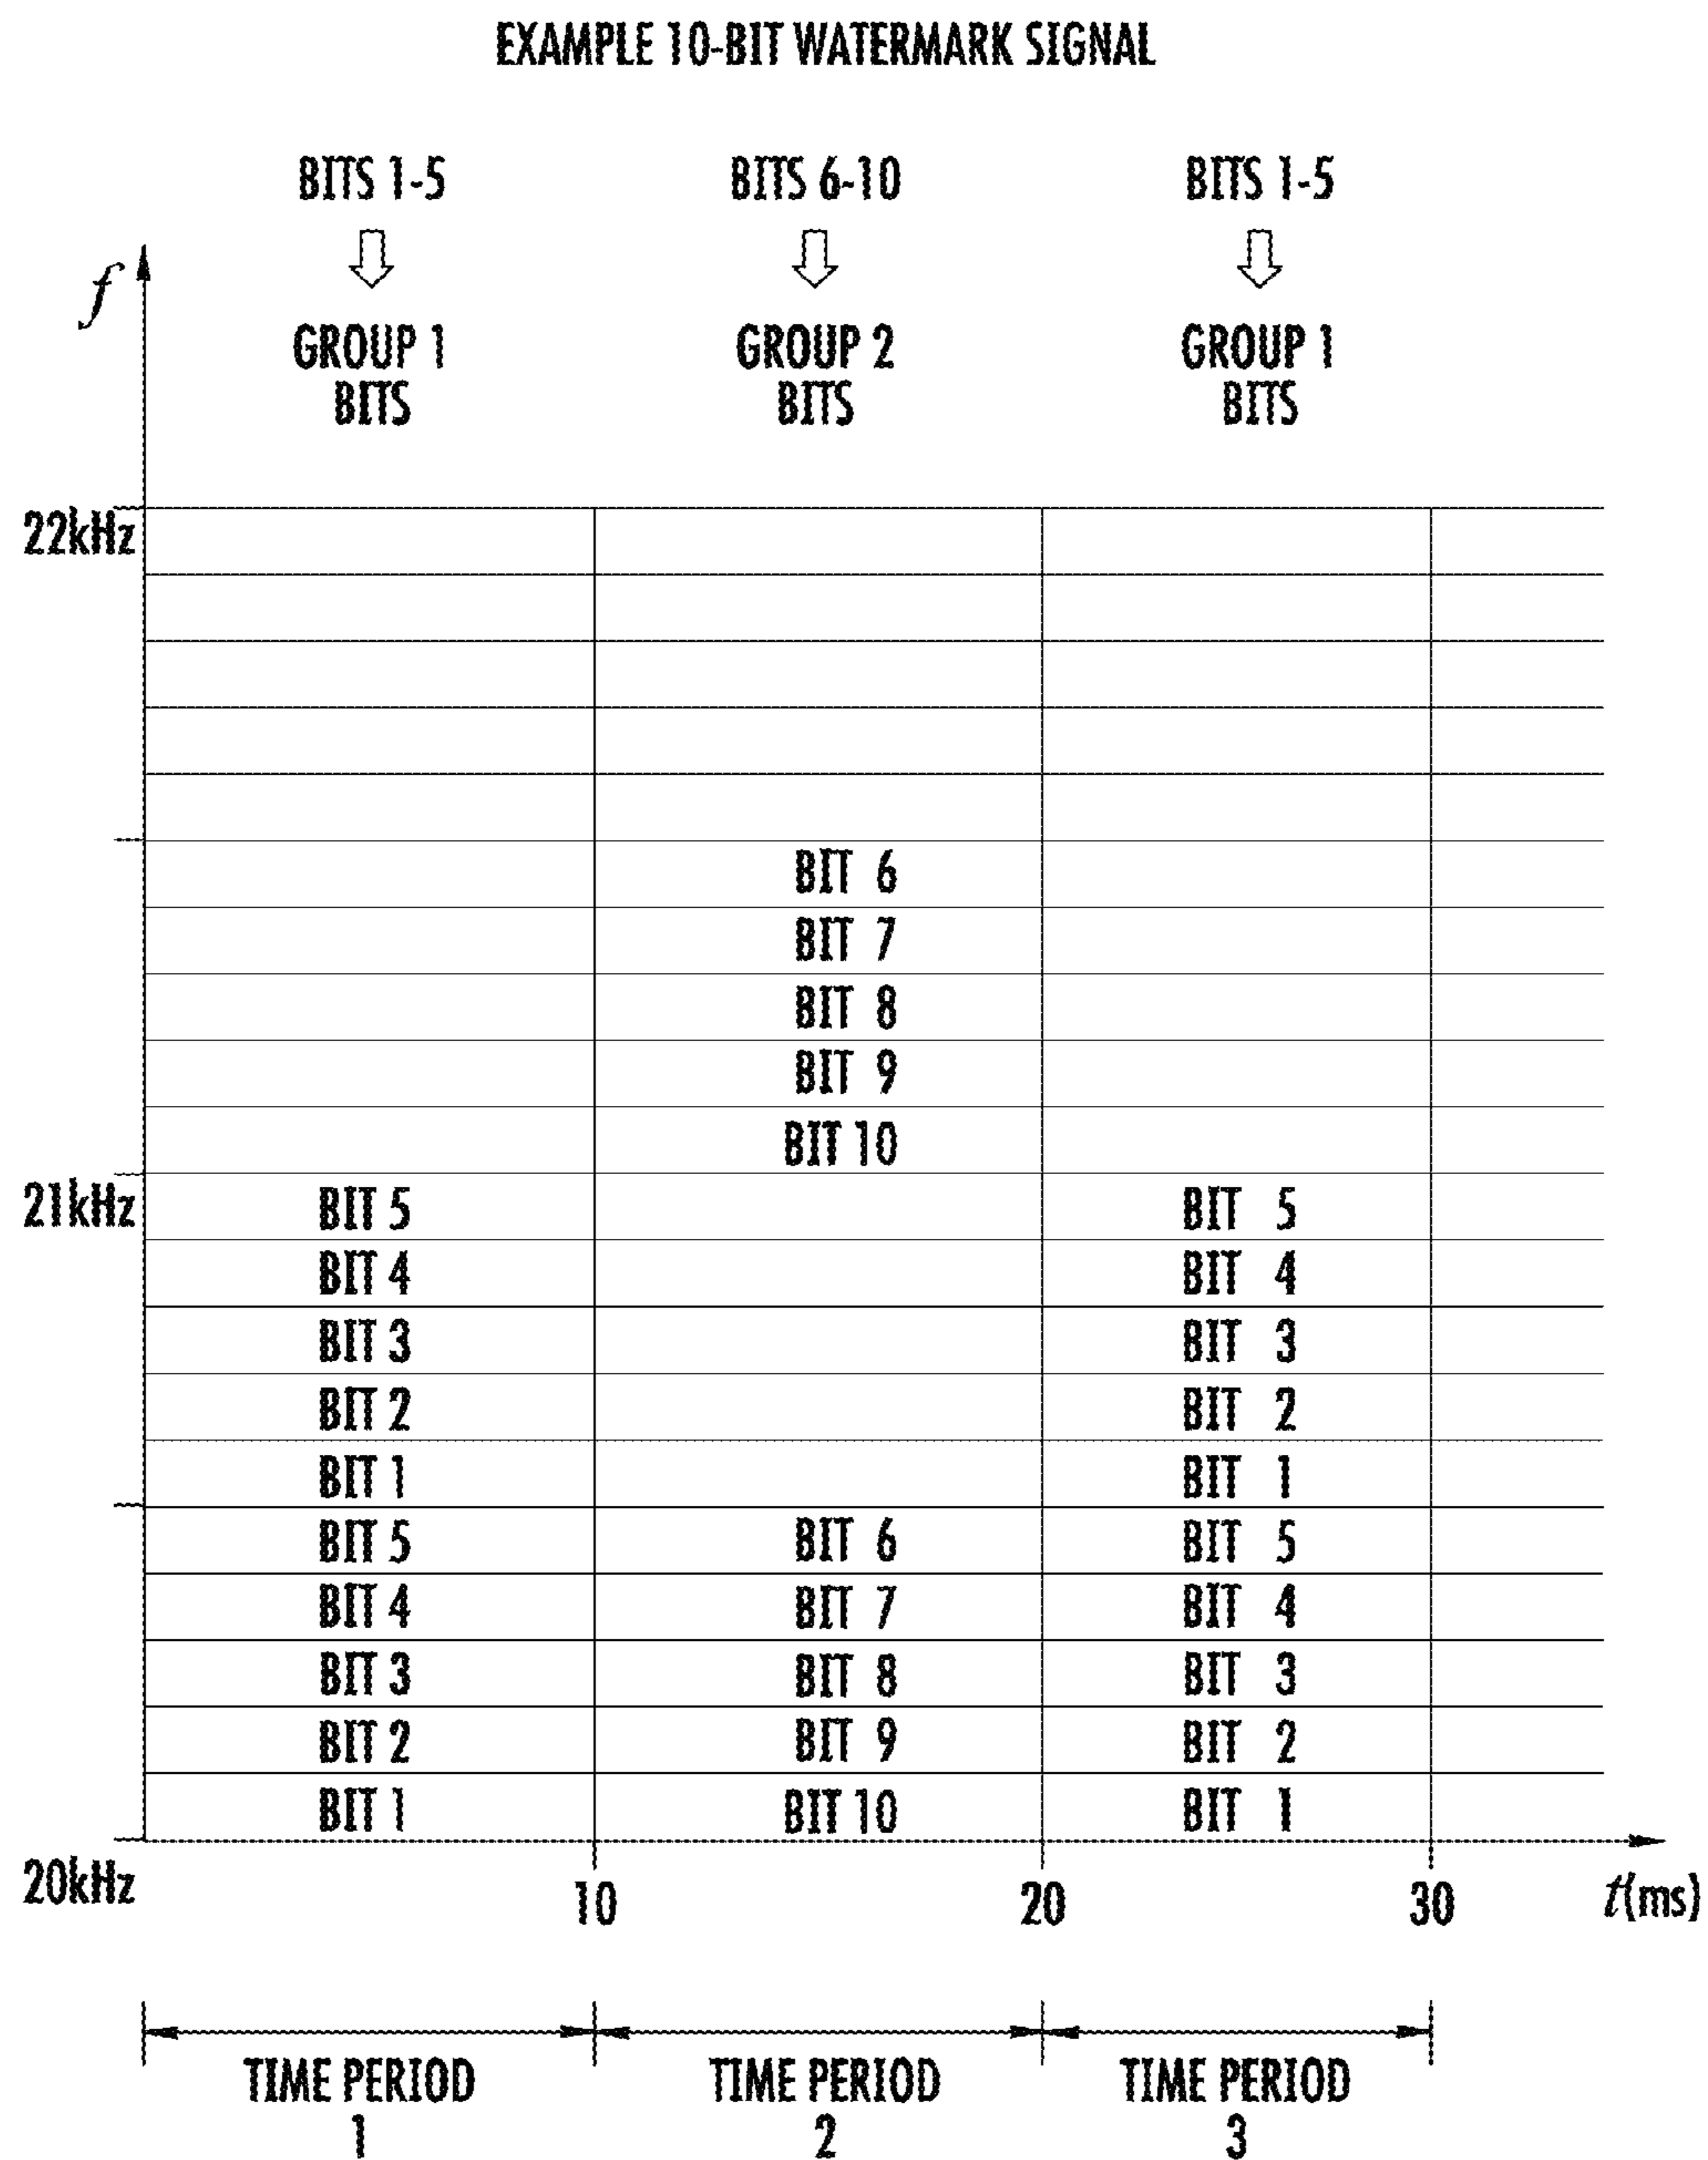 EXAMPLE 10-BIT WATERMARK SIGNAL
BITS 1-5 BITS 6-10 BITS 1-5
f
GROUP 1 GROUP 2 GROUP 1
BITS BITS BITS
22kHz
BIT 6
BIT 7
BIT 8
BIT 9
BIT 10
21kHz BIT 5 BIT 5
BIT 4 BIT 4
BIT 3 BIT 3
BIT 2 BIT 2
BIT 1 BIT 1
BIT 5 BIT 6 BIT 5
BIT 4 BIT 7 BIT 4
BIT 3 BIT 8 BIT 3
BIT 2 BIT 9 BIT 2
BIT 1 BIT 10 BIT 1
20kHz 10 20 30 t(ms)
TIME PERIOD TIME PERIOD TIME PERIOD
1 2 3